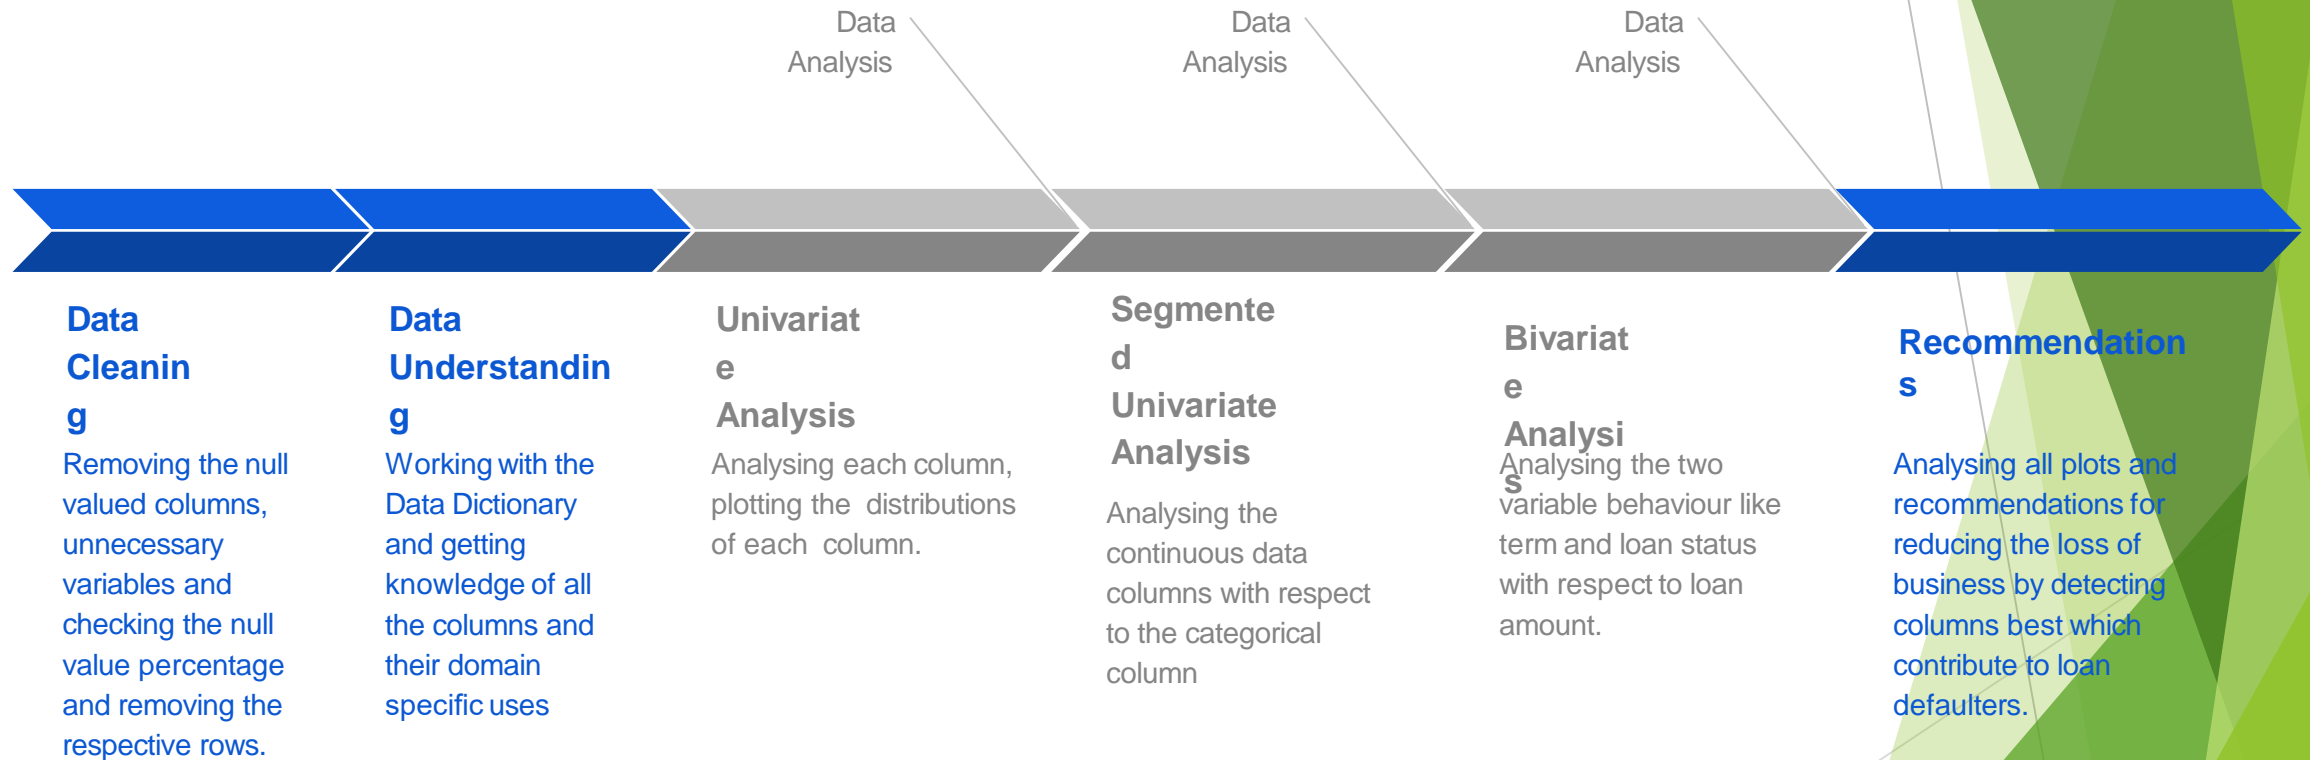 Data
Analysis
Data
Analysis
Data
Analysis
Data
Cleanin
g
Removing the null
valued columns,
unnecessary
variables and
checking the null
value percentage
and removing the
respective rows.
Data
Understandin
g
Working with the
Data Dictionary
and getting
knowledge of all
the columns and
their domain
specific uses
Univariat
e
Analysis
Analysing each column,
plotting the distributions
of each column.
Segmente
d
Univariate
Analysis
Analysing the
continuous data
columns with respect
to the categorical
column
Bivariat
e
Analysi
s
Analysing the two
variable behaviour like
term and loan status
with respect to loan
amount.
Recommendation
s
Analysing all plots and
recommendations for
reducing the loss of
business by detecting
columns best which
contribute to loan
defaulters.